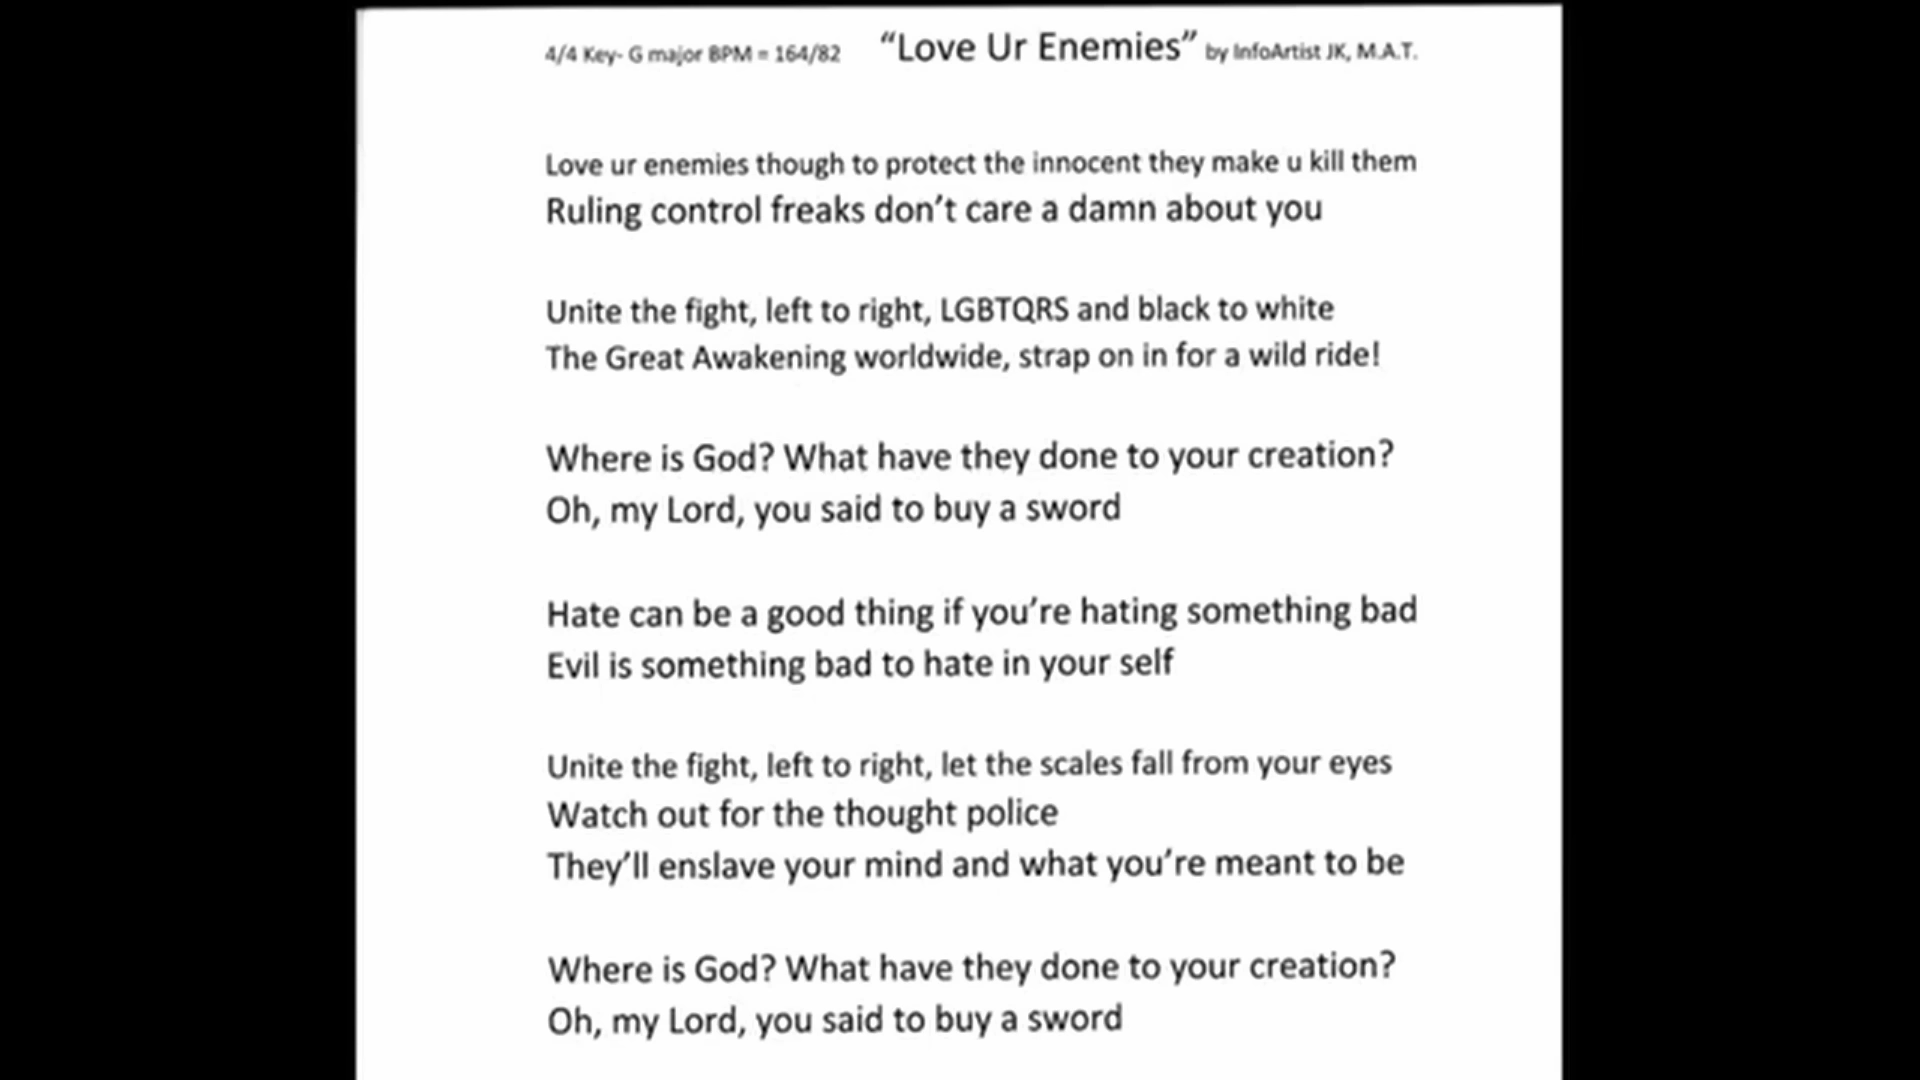 4/4 Key- G major BPM = 164/82 “Love Ur Enemies” by InfoArtist JK, M.A.T.
Love ur enemies though to protect the innocent they make u kill them
Ruling control freaks don’t care a damn about you
Unite the fight, left to right, LGBTQRS and black to white
The Great Awakening worldwide, strap on in for a wild ride!
Where is God? What have they done to your creation?
Oh, my Lord, you said to buy a sword
Hate can be a good thing if you’re hating something bad
Evil is something bad to hate in your self
Unite the fight, left to right, let the scales fall from your eyes
Watch out for the thought police
They’ll enslave your mind and what you’re meant to be
Where is God? What have they done to your creation?
Oh, my Lord, you said to buy a sword